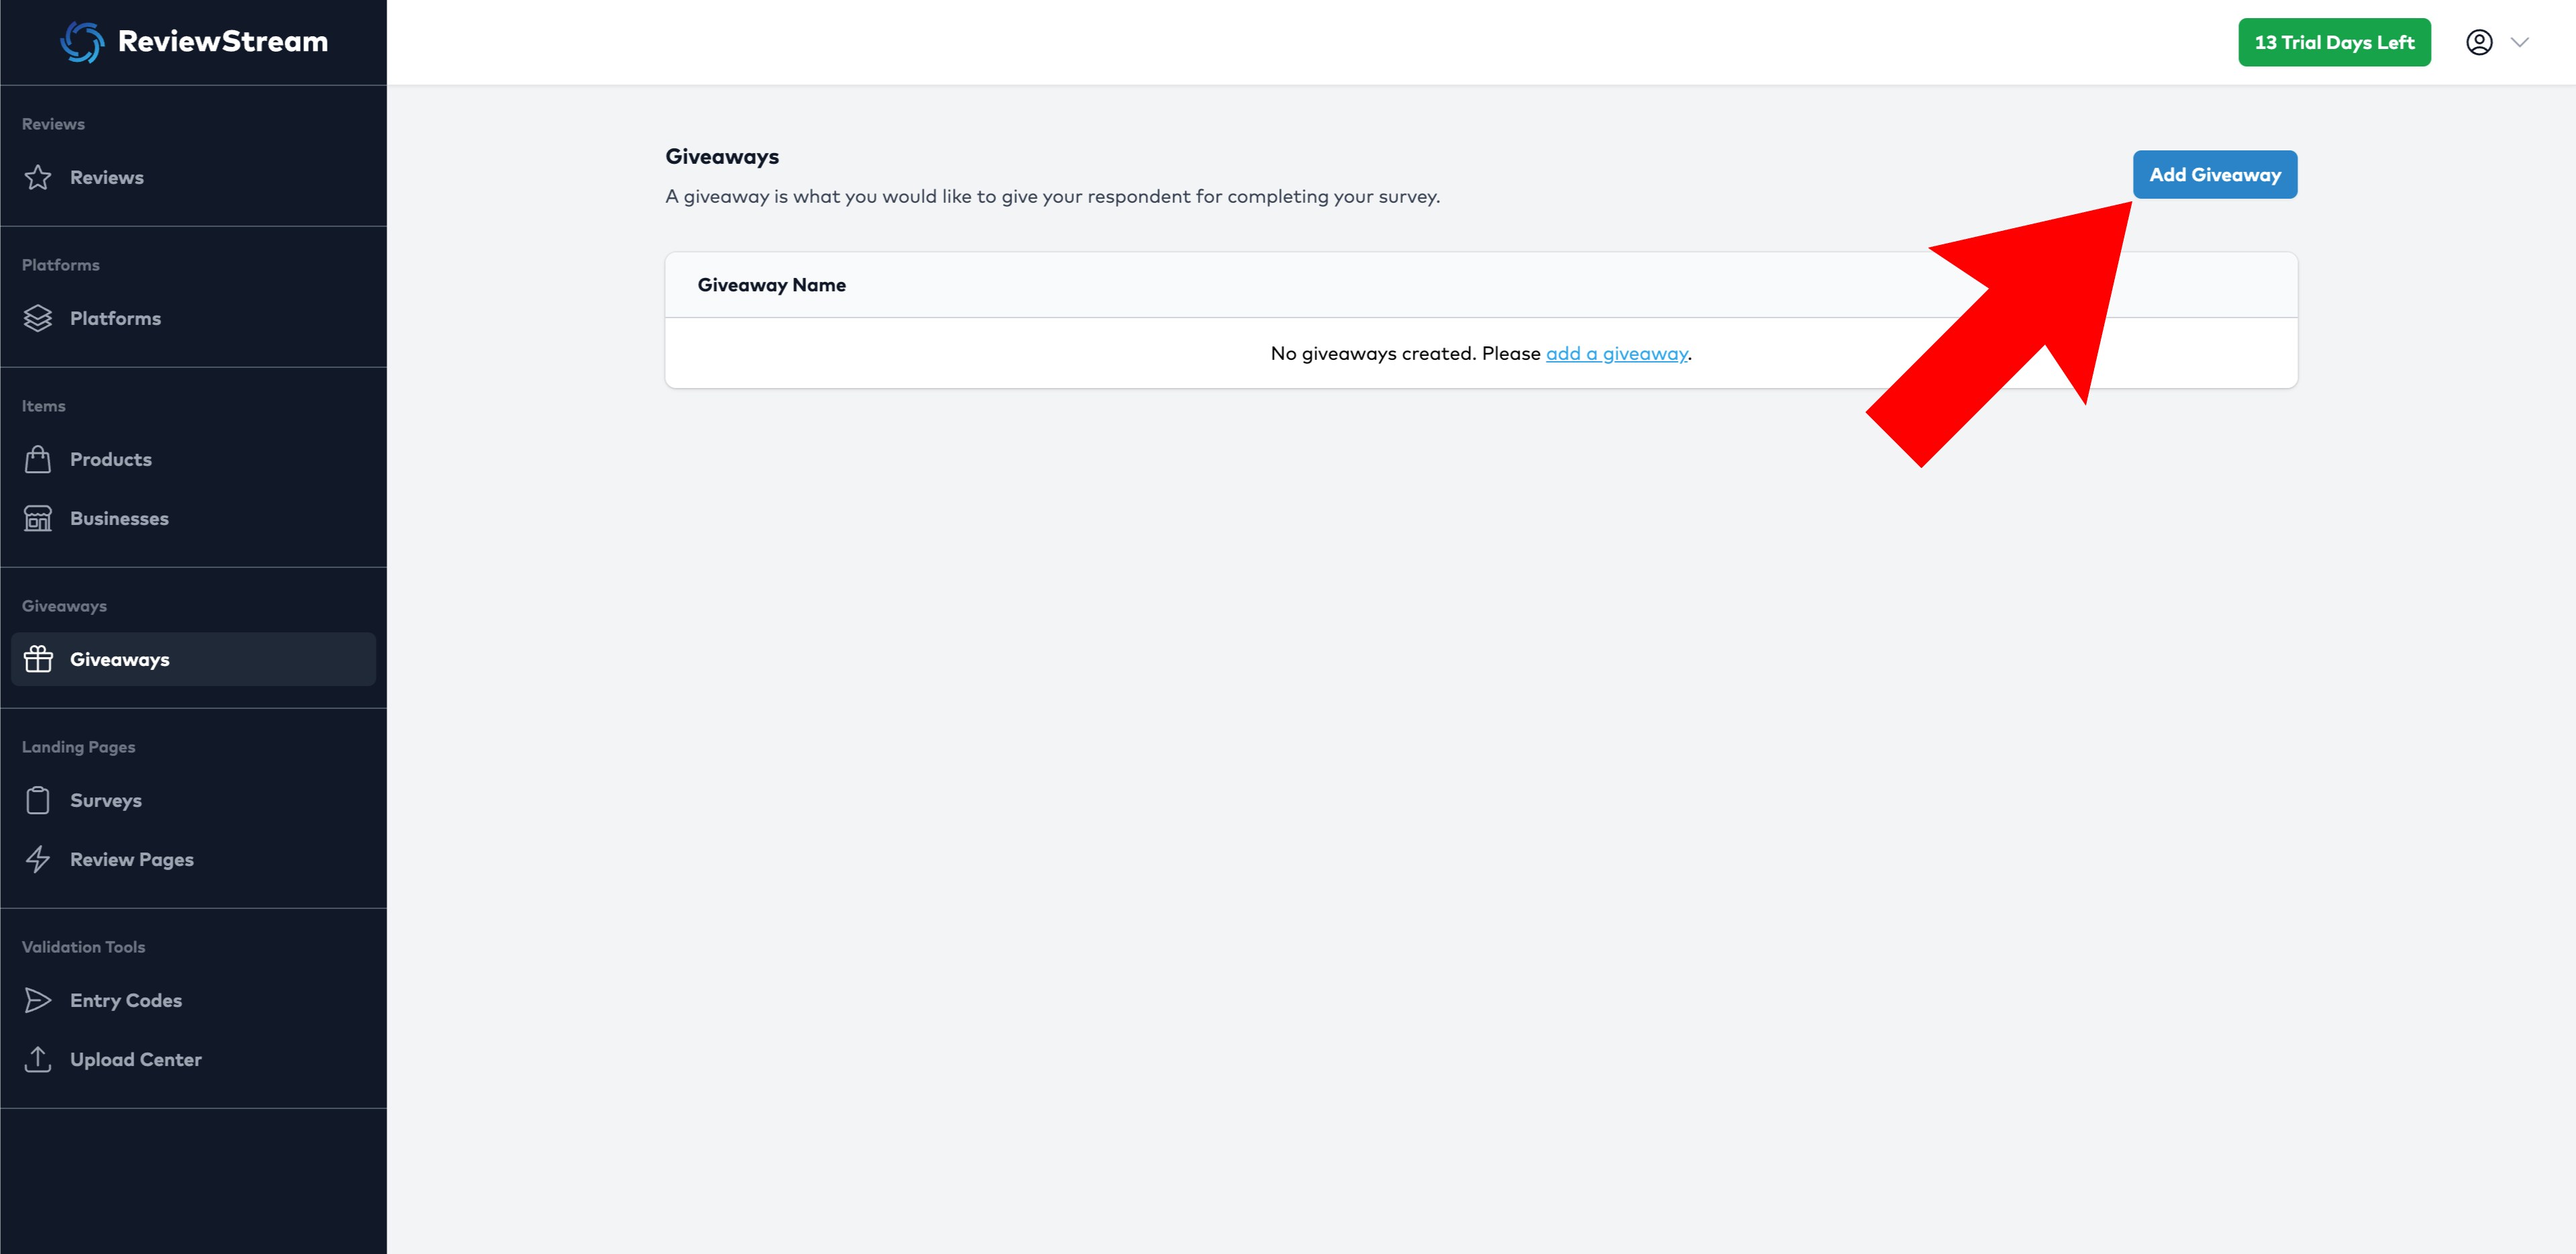 ReviewStream
13 Trial Days Left
Reviews
Reviews
Platforms
Platforms
Items
Products
Businesses
Giveaways
Giveaways
Landing Pages
Surveys
Review Pages
Validation Tools
Entry Codes
Upload Center
Giveaways
A giveaway is what you would like to give your respondent for completing your survey.
Add Giveaway
Giveaway Name
No giveaways created. Please add a giveaway.